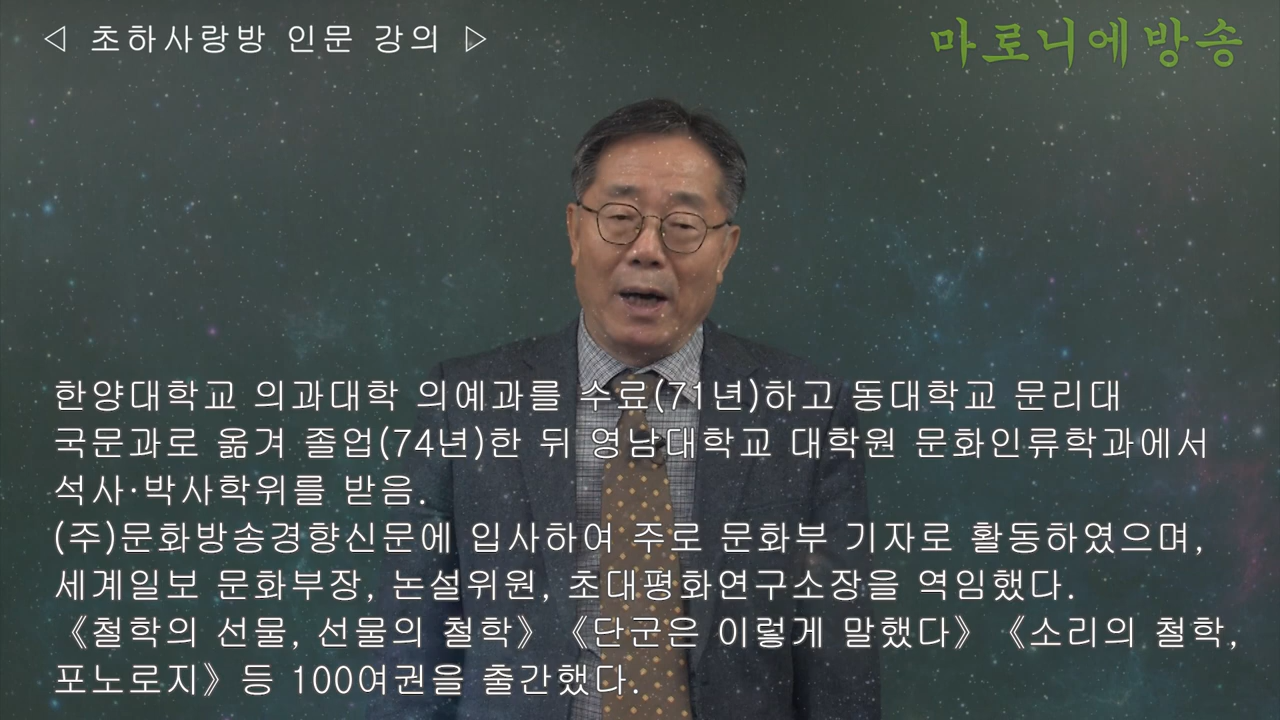 ◁ 초하사랑방 인문 강의 ▷
마로니에방송
한양대학교 의과대학 의예과를 수료(71년)하고 동대학교 문리대
국문과로 옮겨 졸업(74년)한 뒤 영남대학교 대학원 문화인류학과에서
석사·박사학위를 받음.
(주)문화방송경향신문에 입사하여 주로 문화부 기자로 활동하였으며,
세계일보 문화부장, 논설위원, 초대평화연구소장을 역임했다.
《철학의 선물, 선물의 철학》《단군은 이렇게 말했다》《소리의 철학,
포노로지》등 100여권을 출간했다.